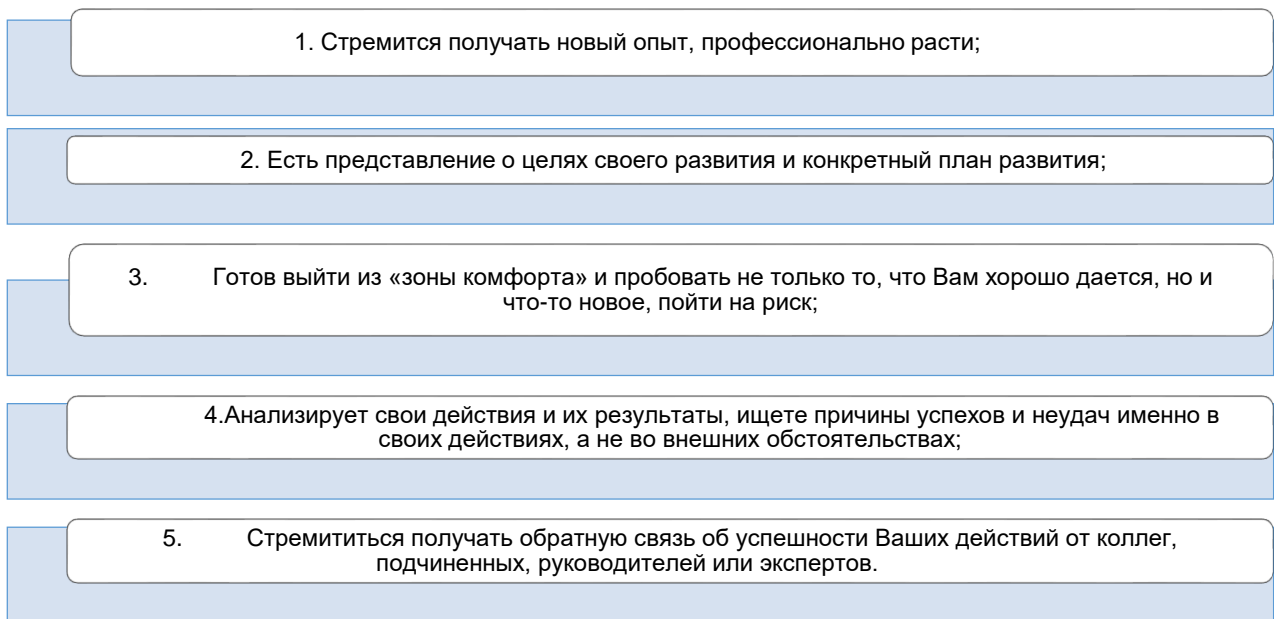 1. Стремится получать новый опыт, профессионально расти;
2. Есть представление о целях своего развития и конкретный план развития;
3. Готов выйти из «зоны комфорта» и пробовать не только то, что Вам хорошо дается, но и
что-то новое, пойти на риск;
4.Анализирует свои действия и их результаты, ищете причины успехов и неудач именно в
своих действиях, а не во внешних обстоятельствах;
5. Стремититься получать обратную связь об успешности Ваших действий от коллег,
подчиненных, руководителей или экспертов.